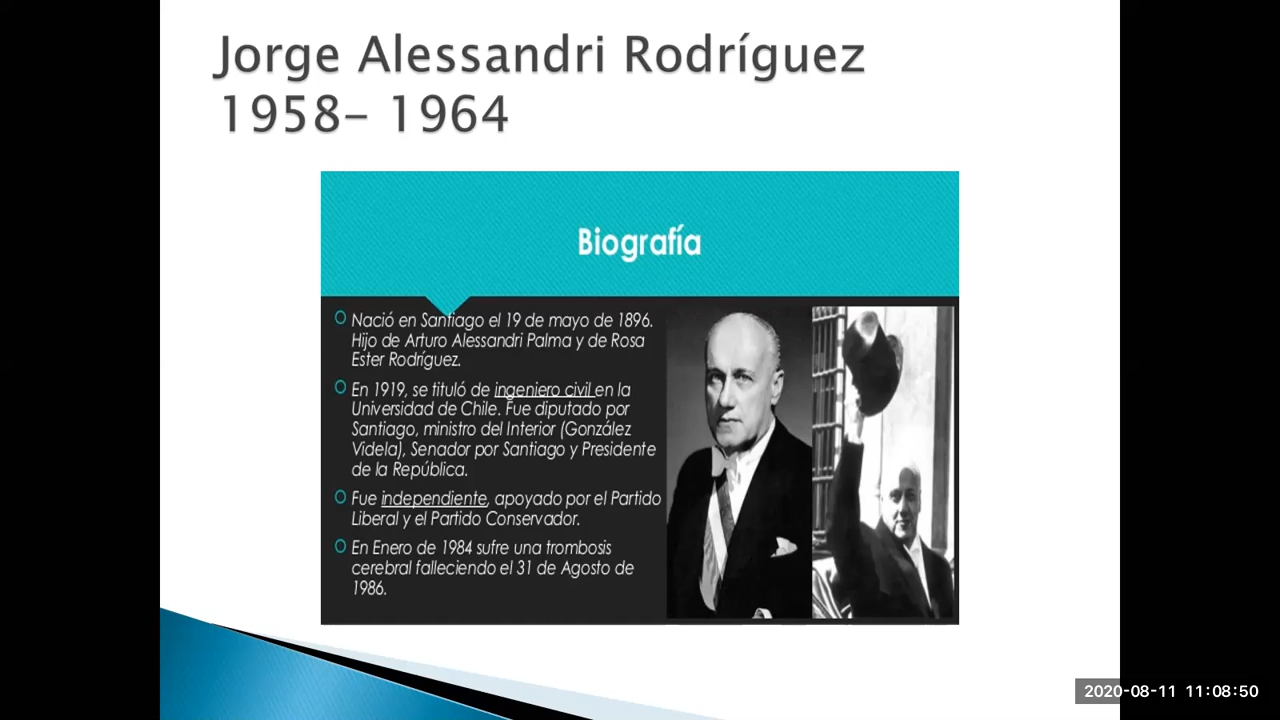 Jorge Alessandri Rodríguez
1958– 1964
Biografía
Nació en Santiago el 19 de mayo de 1896.
Hijo de Arturo Alessandri Palma y de Rosa
Ester Rodríguez.
En 1919, se tituló de ingeniero civil en la
Universidad de Chile. Fue diputado por
Santiago, ministro del Interior (González
Videla), Senador por Santiago y Presidente
de la República.
Fue independiente, apoyado por el Partido
Liberal y el Partido Conservador.
En Enero de 1984 sufre una trombosis
cerebral falleciendo el 31 de Agosto de
1986.
2020-08-11 11:08:50